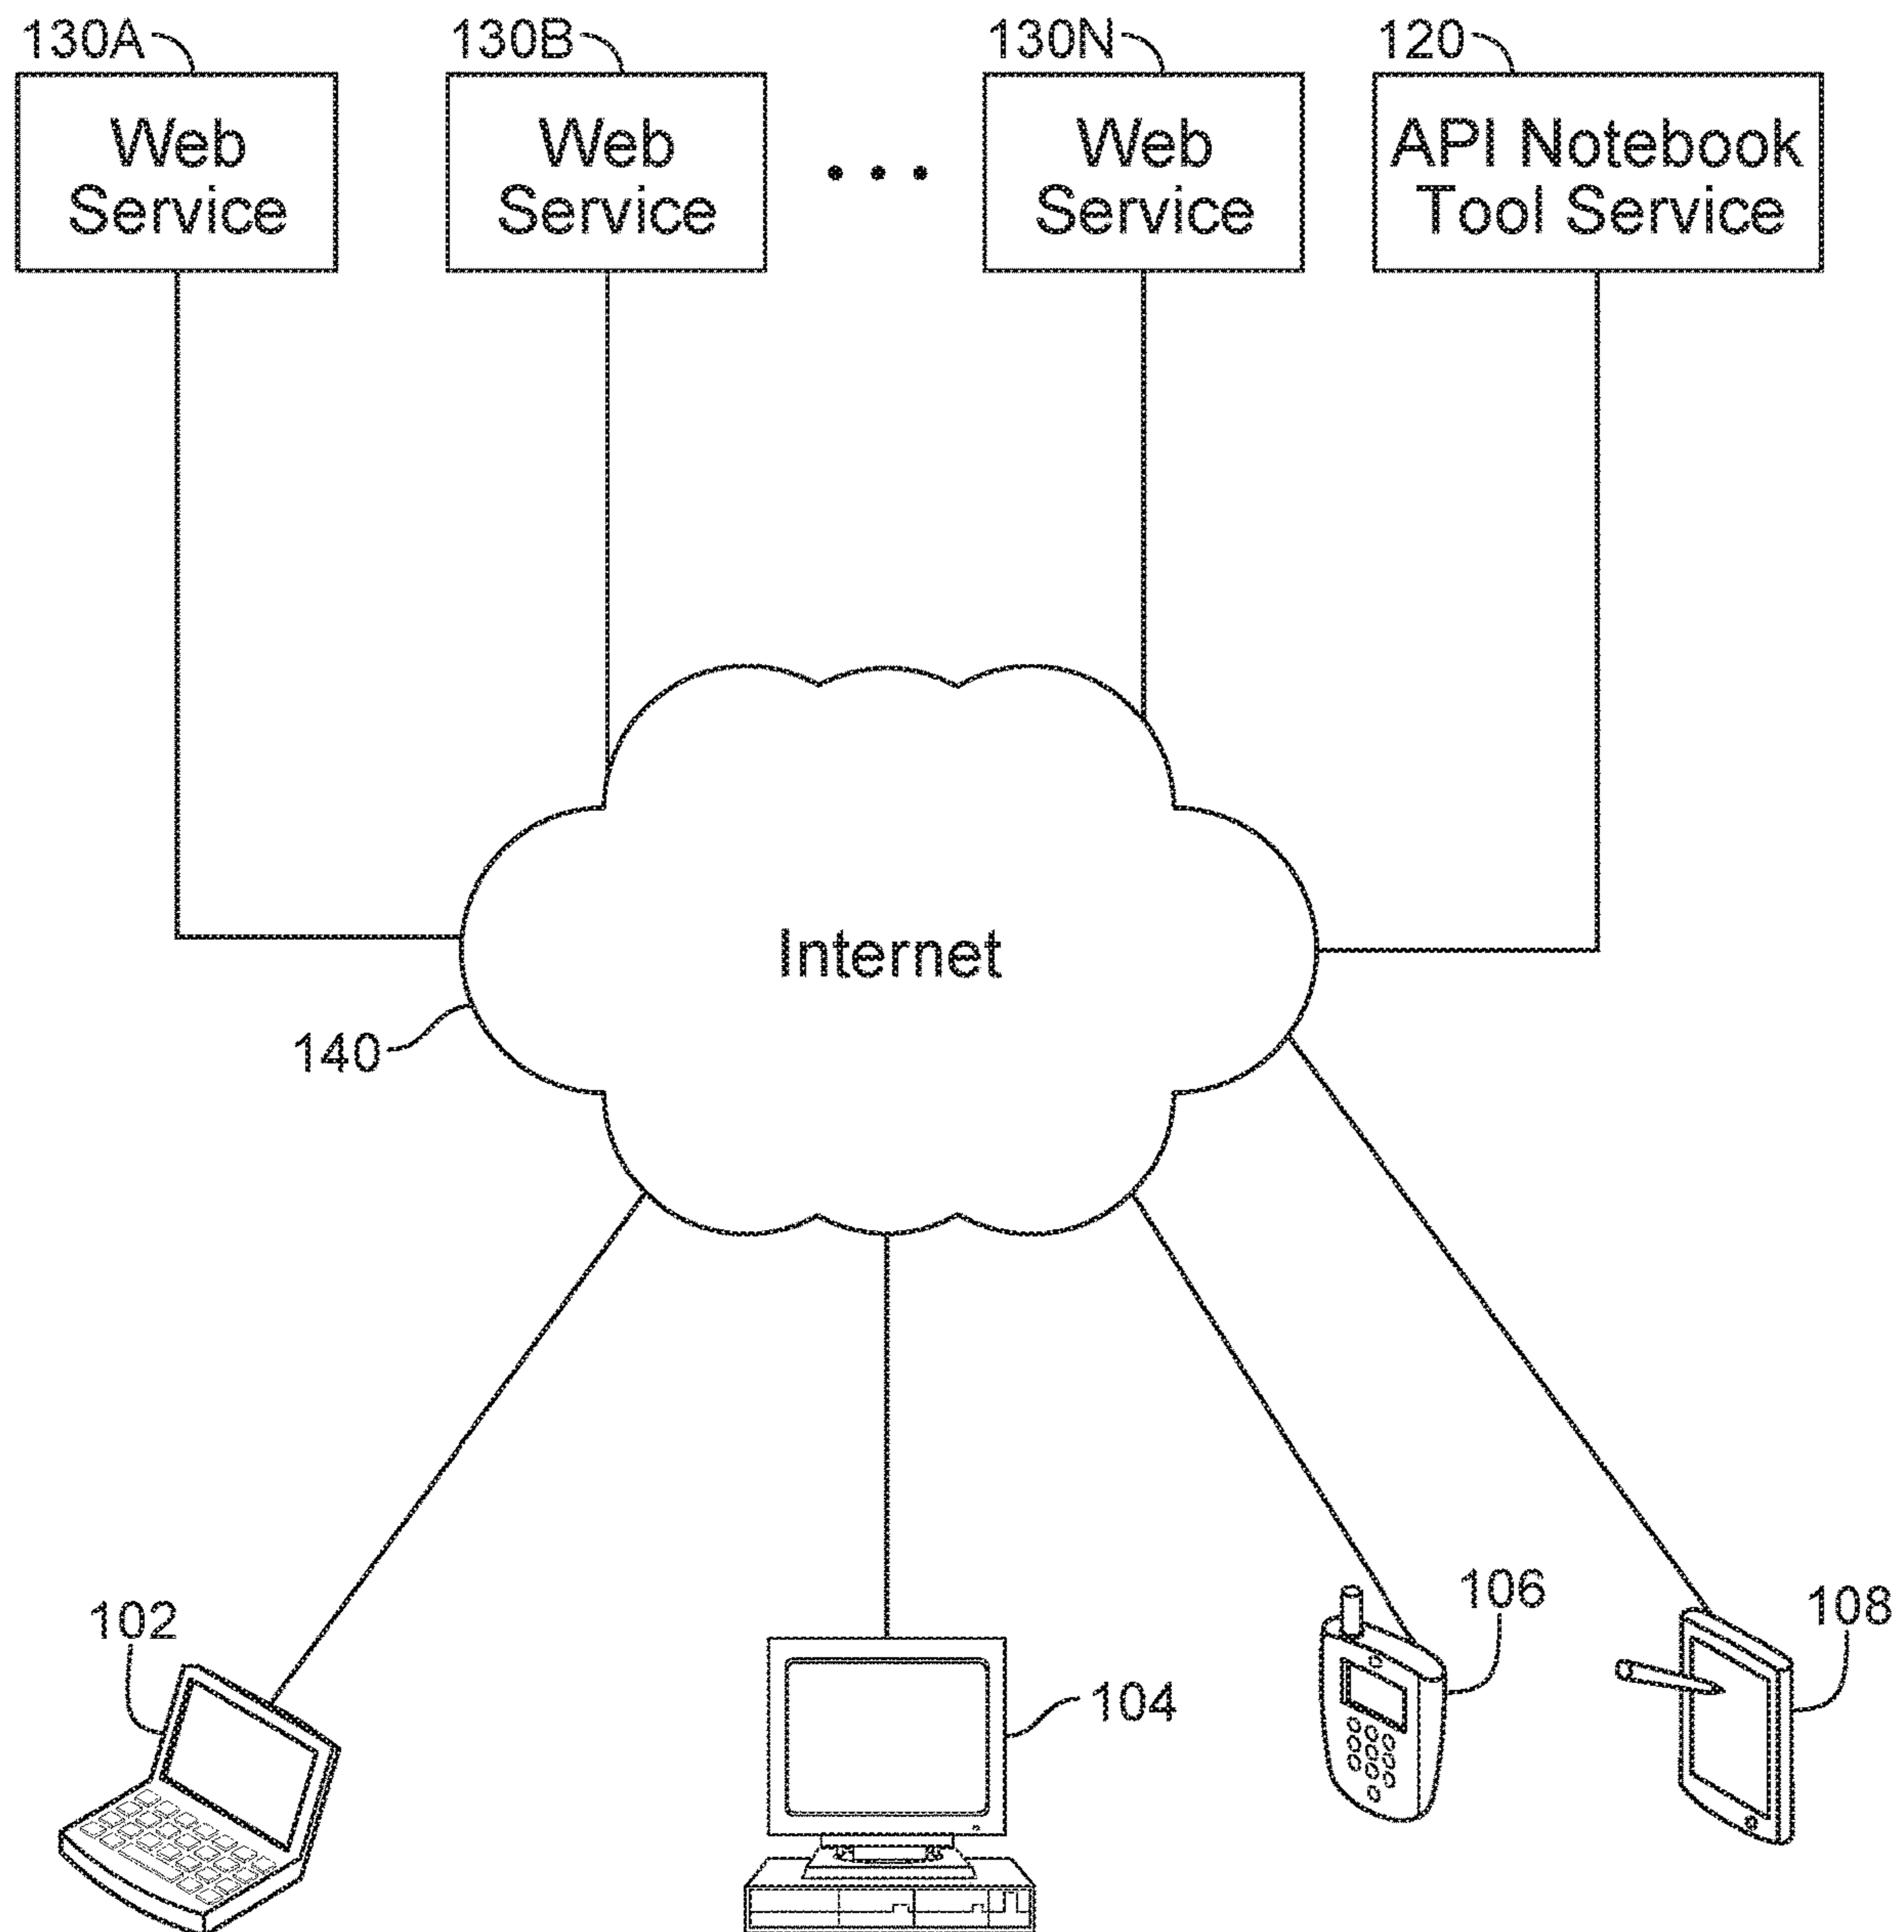 130A
130B
130N
120
Web
Service
Web
Service
Web
Service
API Notebook
Tool Service
Internet
140
102
104
106
108